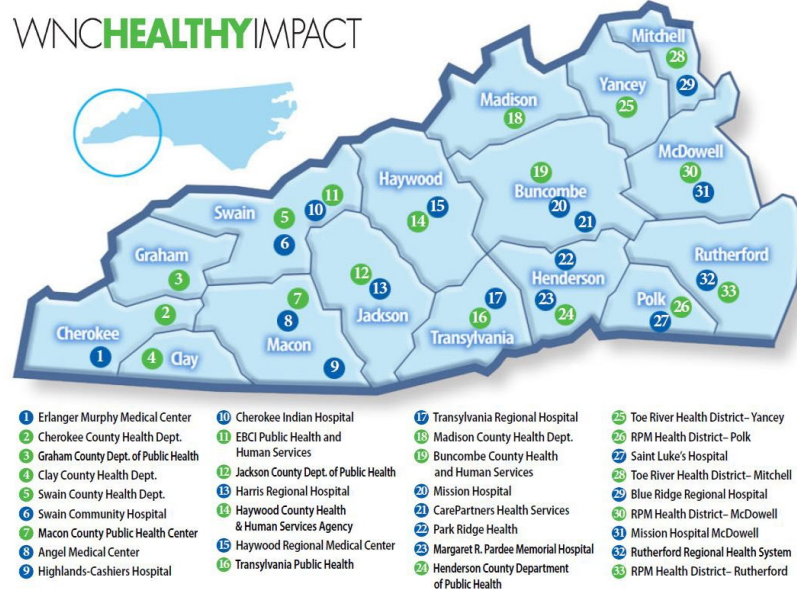 WNCHEALTHYIMPACT
Mitchell
28
29
Yancey
25
Madison
18
McDowell
30
31
Haywood
15
14
19
Buncombe
20
21
Swain
11
10
5
6
Graham
3
12
13
Jackson
22
Henderson
23
24
Rutherford
32
33
Polk
26
27
17
16
Transylvania
7
8
Macon
9
2
Cherokee
1
4
Clay
1 Erlanger Murphy Medical Center
2 Cherokee County Health Dept.
3 Graham County Dept. of Public Health
4 Clay County Health Dept.
5 Swain County Health Dept.
6 Swain Community Hospital
7 Macon County Public Health Center
8 Angel Medical Center
9 Highlands-Cashiers Hospital
10 Cherokee Indian Hospital
11 EBCI Public Health and
Human Services
12 Jackson County Dept. of Public Health
13 Harris Regional Hospital
14 Haywood County Health
& Human Services Agency
15 Haywood Regional Medical Center
16 Transylvania Public Health
17 Transylvania Regional Hospital
18 Madison County Health Dept.
19 Buncombe County Health
and Human Services
20 Mission Hospital
21 CarePartners Health Services
22 Park Ridge Health
23 Margaret R. Pardee Memorial Hospital
24 Henderson County Department
of Public Health
25 Toe River Health District– Yancey
26 RPM Health District– Polk
27 Saint Luke's Hospital
28 Toe River Health District– Mitchell
29 Blue Ridge Regional Hospital
30 RPM Health District– McDowell
31 Mission Hospital McDowell
32 Rutherford Regional Health System
33 RPM Health District– Rutherford